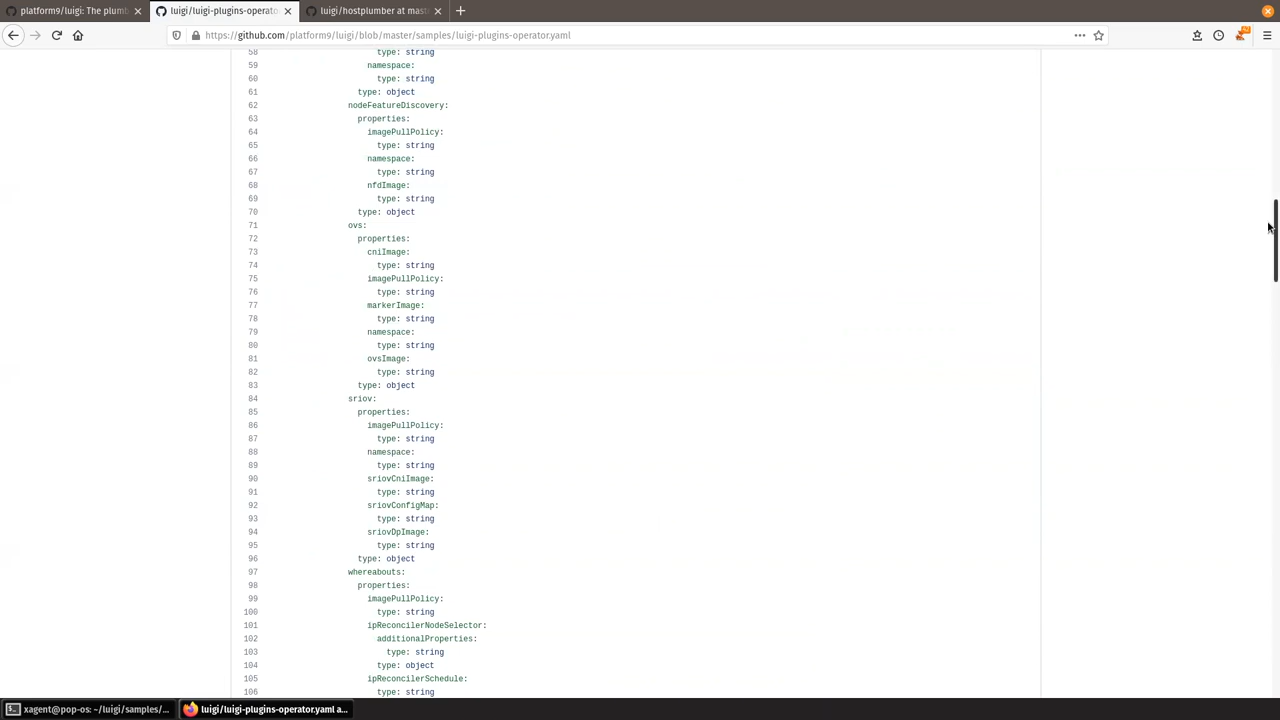 platform9/luigi: The plumb
luigi/luigi-plugins-operato
luigi/hostplumber at mast
https://github.com/platform9/luigi/blob/master/samples/luigi-plugins-operator.yaml
58 type: string
59 namespace:
60 type: string
61 type: object
62 nodeFeatureDiscovery:
63 properties:
64 imagePullPolicy:
65 type: string
66 namespace:
67 type: string
68 nfdImage:
69 type: string
70 type: object
71 ovs:
72 properties:
73 cniImage:
74 type: string
75 imagePullPolicy:
76 type: string
77 markerImage:
78 type: string
79 namespace:
80 type: string
81 ovsImage:
82 type: string
83 type: object
84 sriov:
85 properties:
86 imagePullPolicy:
87 type: string
88 namespace:
89 type: string
90 sriovCniImage:
91 type: string
92 sriovConfigMap:
93 type: string
94 sriovDpImage:
95 type: string
96 type: object
97 whereabouts:
98 properties:
99 imagePullPolicy:
100 type: string
101 ipReconcilerNodeSelector:
102 additionalProperties:
103 type: string
104 type: object
105 ipReconcilerSchedule:
106 type: string
xagent@pop-os: ~/luigi/samples/...
luigi/luigi-plugins-operator.yaml a...